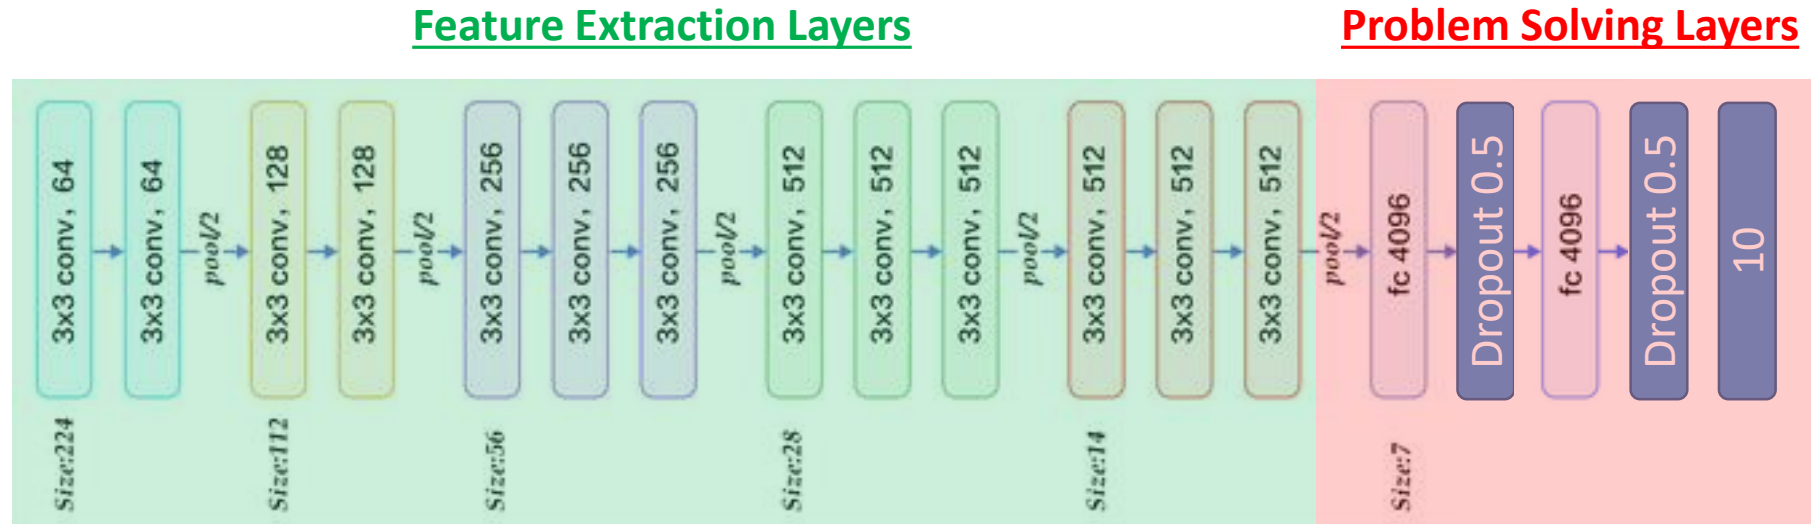 Feature Extraction Layers
Problem Solving Layers
3x3 conv, 64
3x3 conv, 64
pool/2
3x3 conv, 128
3x3 conv, 128
pool/2
3x3 conv, 256
3x3 conv, 256
3x3 conv, 256
pool/2
3x3 conv, 512
3x3 conv, 512
3x3 conv, 512
pool/2
3x3 conv, 512
3x3 conv, 512
3x3 conv, 512
pool/2
fc 4096
Dropout 0.5
fc 4096
Dropout 0.5
10
Size:224
Size:112
Size:56
Size:28
Size:14
Size:7